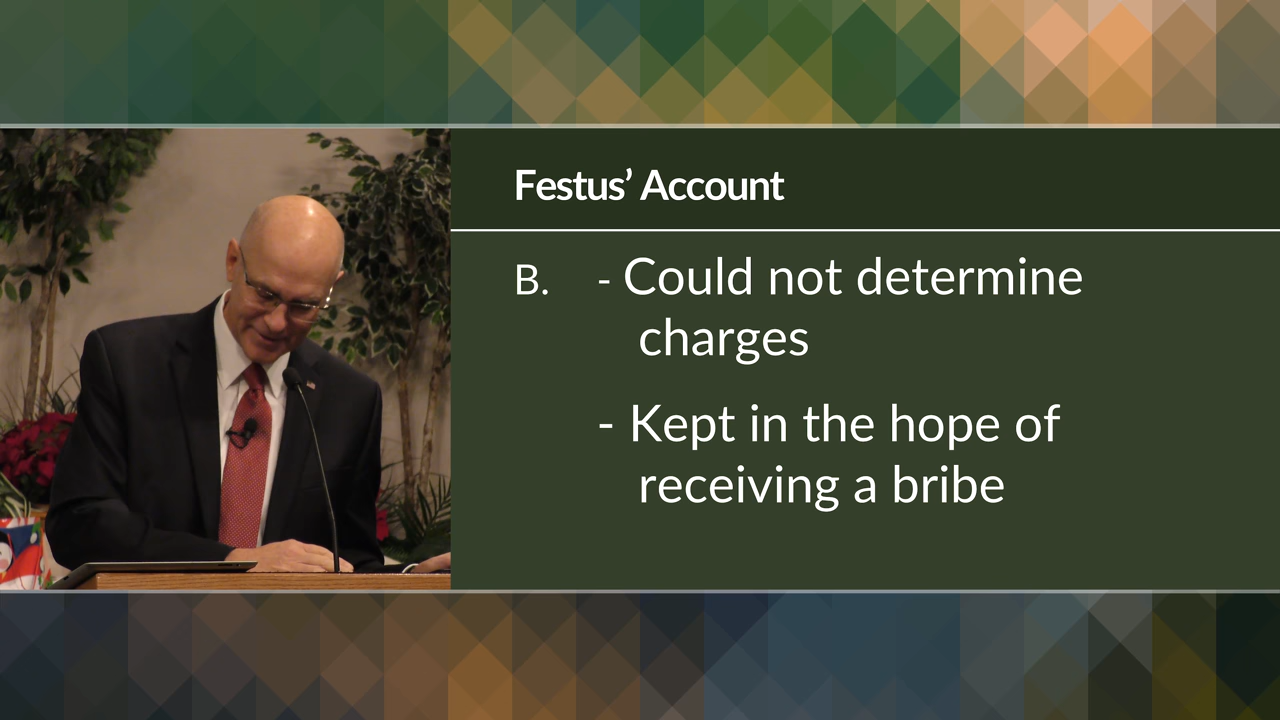 Festus’ Account
B. - Could not determine
charges
- Kept in the hope of
receiving a bribe